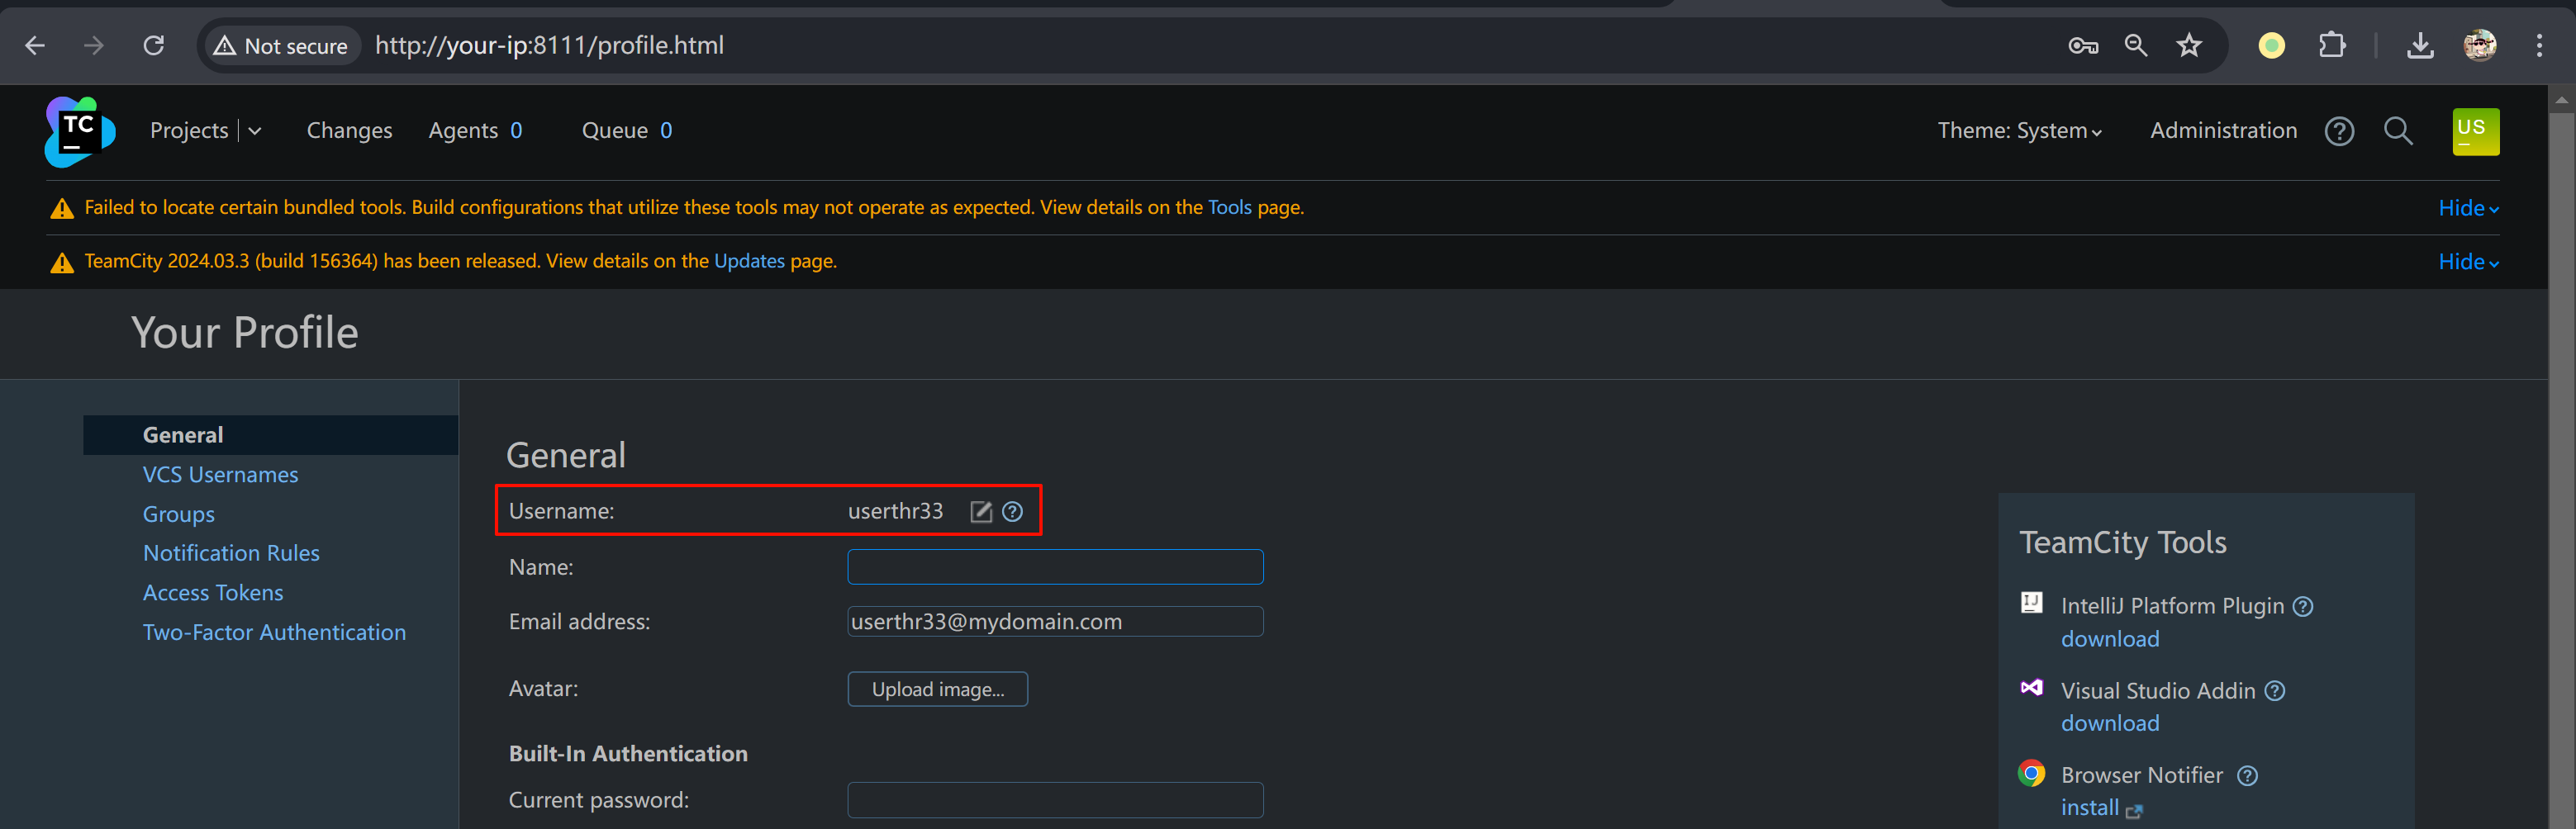 Not secure http://your-ip:8111/profile.html
TC Projects Changes Agents 0 Queue 0 Theme: System Administration US
Failed to locate certain bundled tools. Build configurations that utilize these tools may not operate as expected. View details on the Tools page. Hide
TeamCity 2024.03.3 (build 156364) has been released. View details on the Updates page. Hide
Your Profile
General
VCS Usernames
Groups
Notification Rules
Access Tokens
Two-Factor Authentication
General
Username: userthr33
Name:
Email address: userthr33@mydomain.com
Avatar: Upload image...
Built-In Authentication
Current password:
TeamCity Tools
IJ IntelliJ Platform Plugin
download
Visual Studio Addin
download
Browser Notifier
install